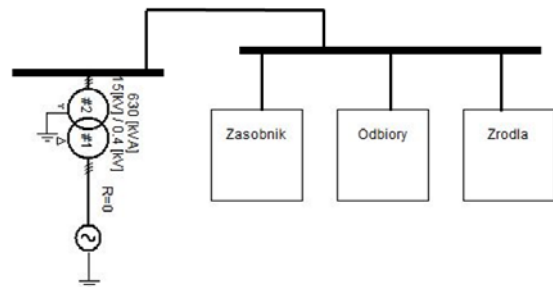 #2
#1
Y
Δ
630 [kVA]
15[kV] / 0.4 [kV]
R=0
Zasobnik
Odbiory
Zrodla